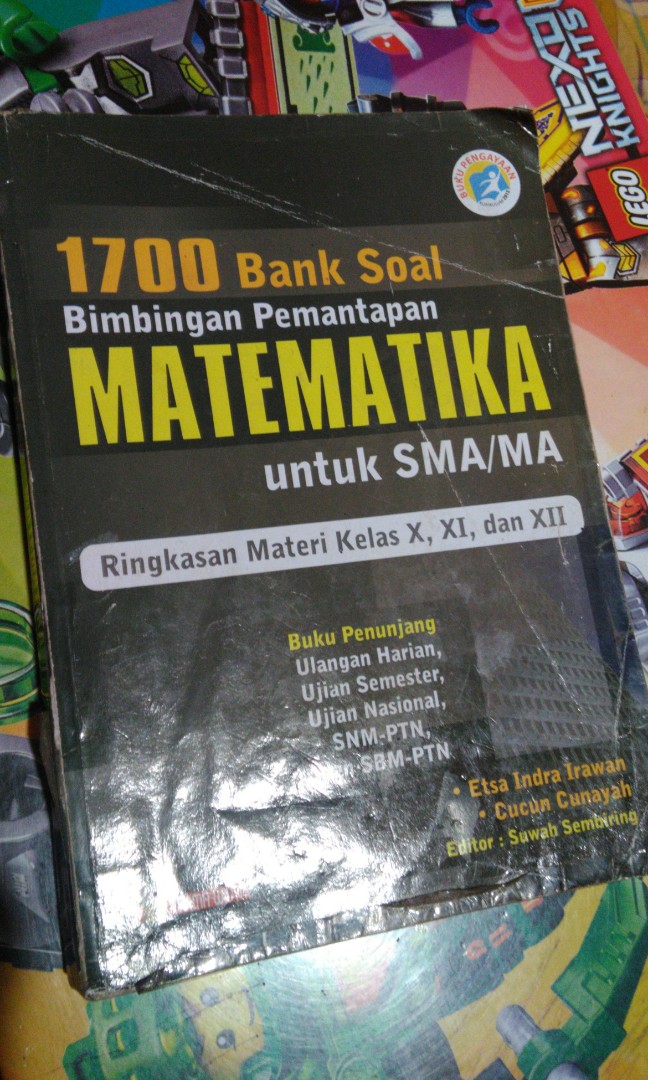 NEXO
KNIGHTS
LEGO
BUKU PENGAYAAN
1700 Bank Soal
Bimbingan Pemantapan
MATEMATIKA
untuk SMA/MA
Ringkasan Materi Kelas X, XI, dan XII
Buku Penunjang
Ulangan Harian,
Ujian Semester,
Ujian Nasional,
SNM-PTN,
SBM-PTN
• Etsa Indra Irawan
• Cucun Cunayah
Editor : Suwah Sembiring